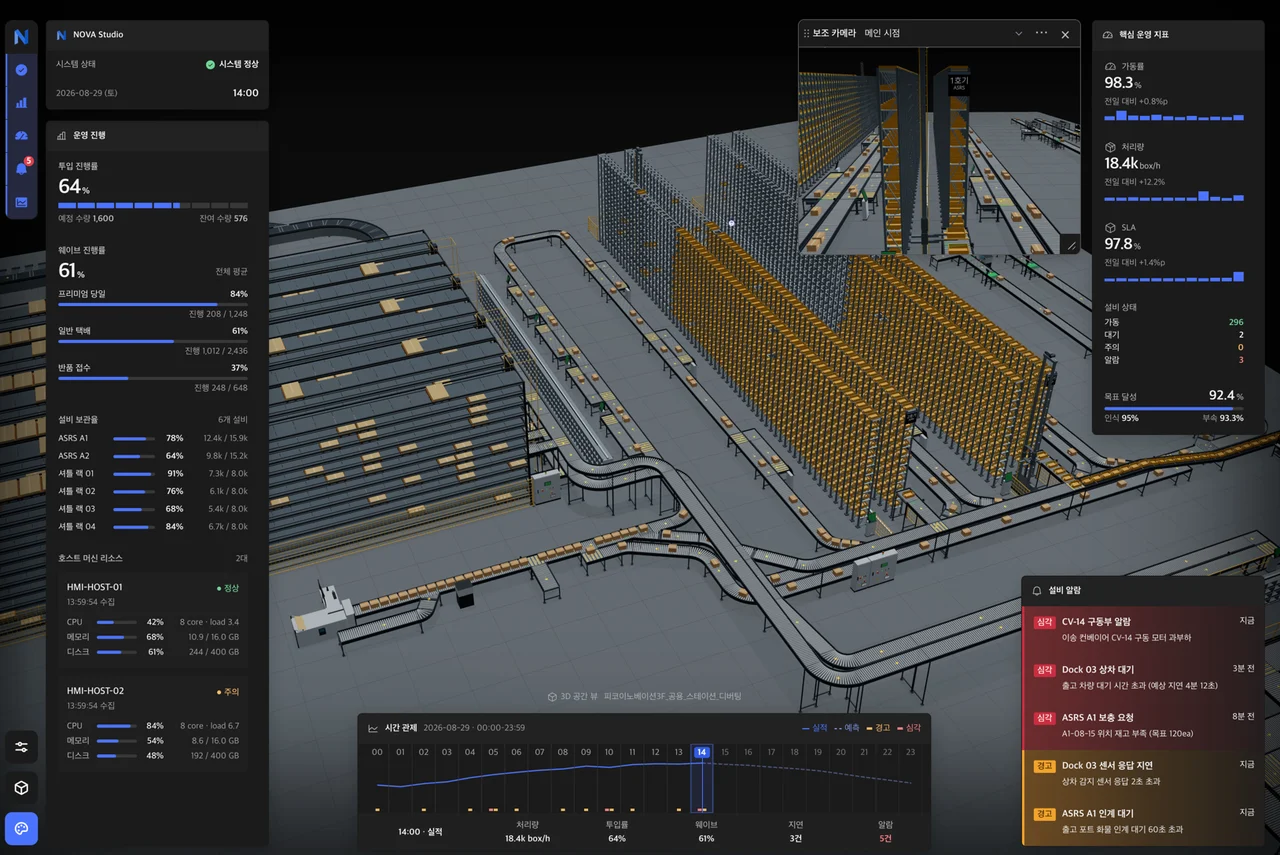 NOVA Studio
시스템 상태
시스템 정상
2026-08-29 (토)
14:00
운영 진행
투입 진행률
64%
예정 수량 1,600
잔여 수량 576
웨이브 진행률
61%
전체 평균
프리미엄 당일 84%
진행 208 / 1,248
일반 택배 61%
진행 1,012 / 2,436
반품 접수 37%
진행 248 / 648
설비 보관율 6개 설비
ASRS A1 78% 12.4k / 15.9k
ASRS A2 64% 9.8k / 15.2k
셔틀 랙 01 91% 7.3k / 8.0k
셔틀 랙 02 76% 6.1k / 8.0k
셔틀 랙 03 68% 5.4k / 8.0k
셔틀 랙 04 84% 6.7k / 8.0k
호스트 머신 리소스 2대
HMI-HOST-01 정상
13:59:54 수집
CPU 42% 8 core · load 3.4
메모리 68% 10.9 / 16.0 GB
디스크 61% 244 / 400 GB
HMI-HOST-02 주의
13:59:54 수집
CPU 84% 8 core · load 6.7
메모리 54% 8.6 / 16.0 GB
디스크 48% 192 / 400 GB
5
보조 카메라 메인 시점
1호기
ASRS
핵심 운영 지표
가동률
98.3%
전일 대비 +0.8%p
처리량
18.4k box/h
전일 대비 +12.2%
SLA
97.8%
전일 대비 +1.4%p
설비 상태
가동 296
대기 2
주의 0
알람 3
목표 달성 92.4%
인식 95% 부속 93.3%
설비 알람
심각 CV-14 구동부 알람 지금
이송 컨베이어 CV-14 구동 모터 과부하
심각 Dock 03 상차 대기 3분 전
출고 차량 대기 시간 초과 (예상 지연 4분 12초)
심각 ASRS A1 보충 요청 8분 전
A1-08-15 위치 재고 부족 (목표 120ea)
경고 Dock 03 센서 응답 지연 지금
상차 감지 센서 응답 2초 초과
경고 ASRS A1 인계 대기 지금
출고 포트 화물 인계 대기 60초 초과
3D 공간 뷰 · 피코이노베이션3F_공용_스테이션_디버팅
시간 관제 2026-08-29 · 00:00-23:59
실적 예측 경고 심각
00 01 02 03 04 05 06 07 08 09 10 11 12 13 14 15 16 17 18 19 20 21 22 23
14:00 · 실적
처리량 투입률 웨이브 지연 알람
18.4k box/h 64% 61% 3건 5건